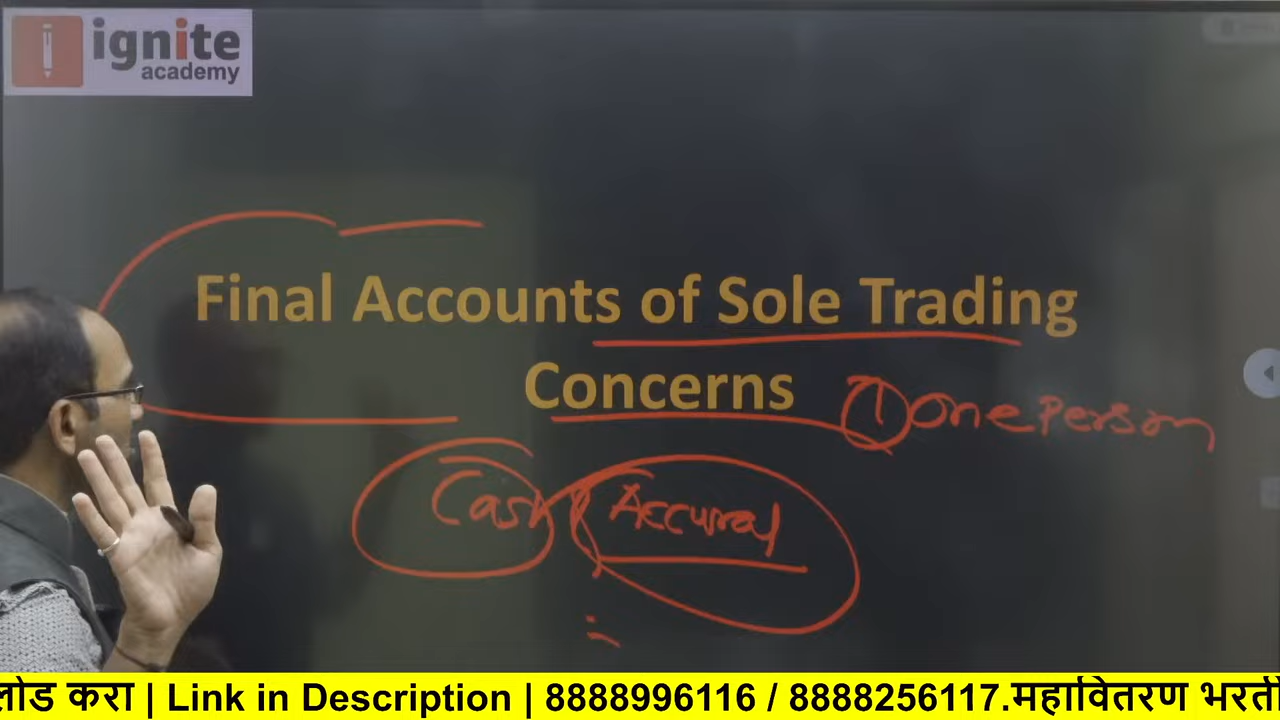 ignite
academy
Final Accounts of Sole Trading
Concerns
1 One Person
Cash & Accural
लोड करा | Link in Description | 8888996116 / 8888256117.महावितरण भरती